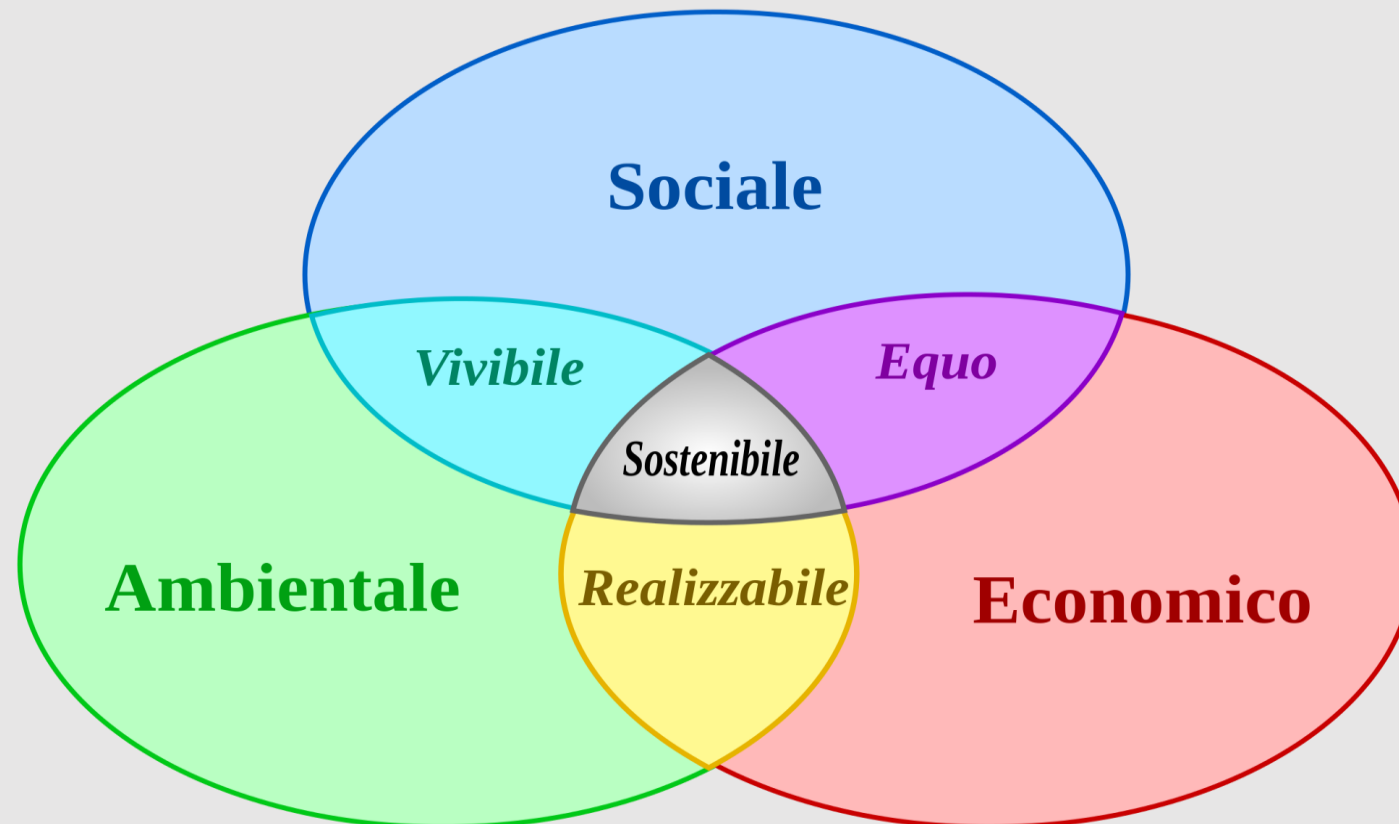 Sociale
Vivibile
Equo
Sostenibile
Ambientale
Realizzabile
Economico